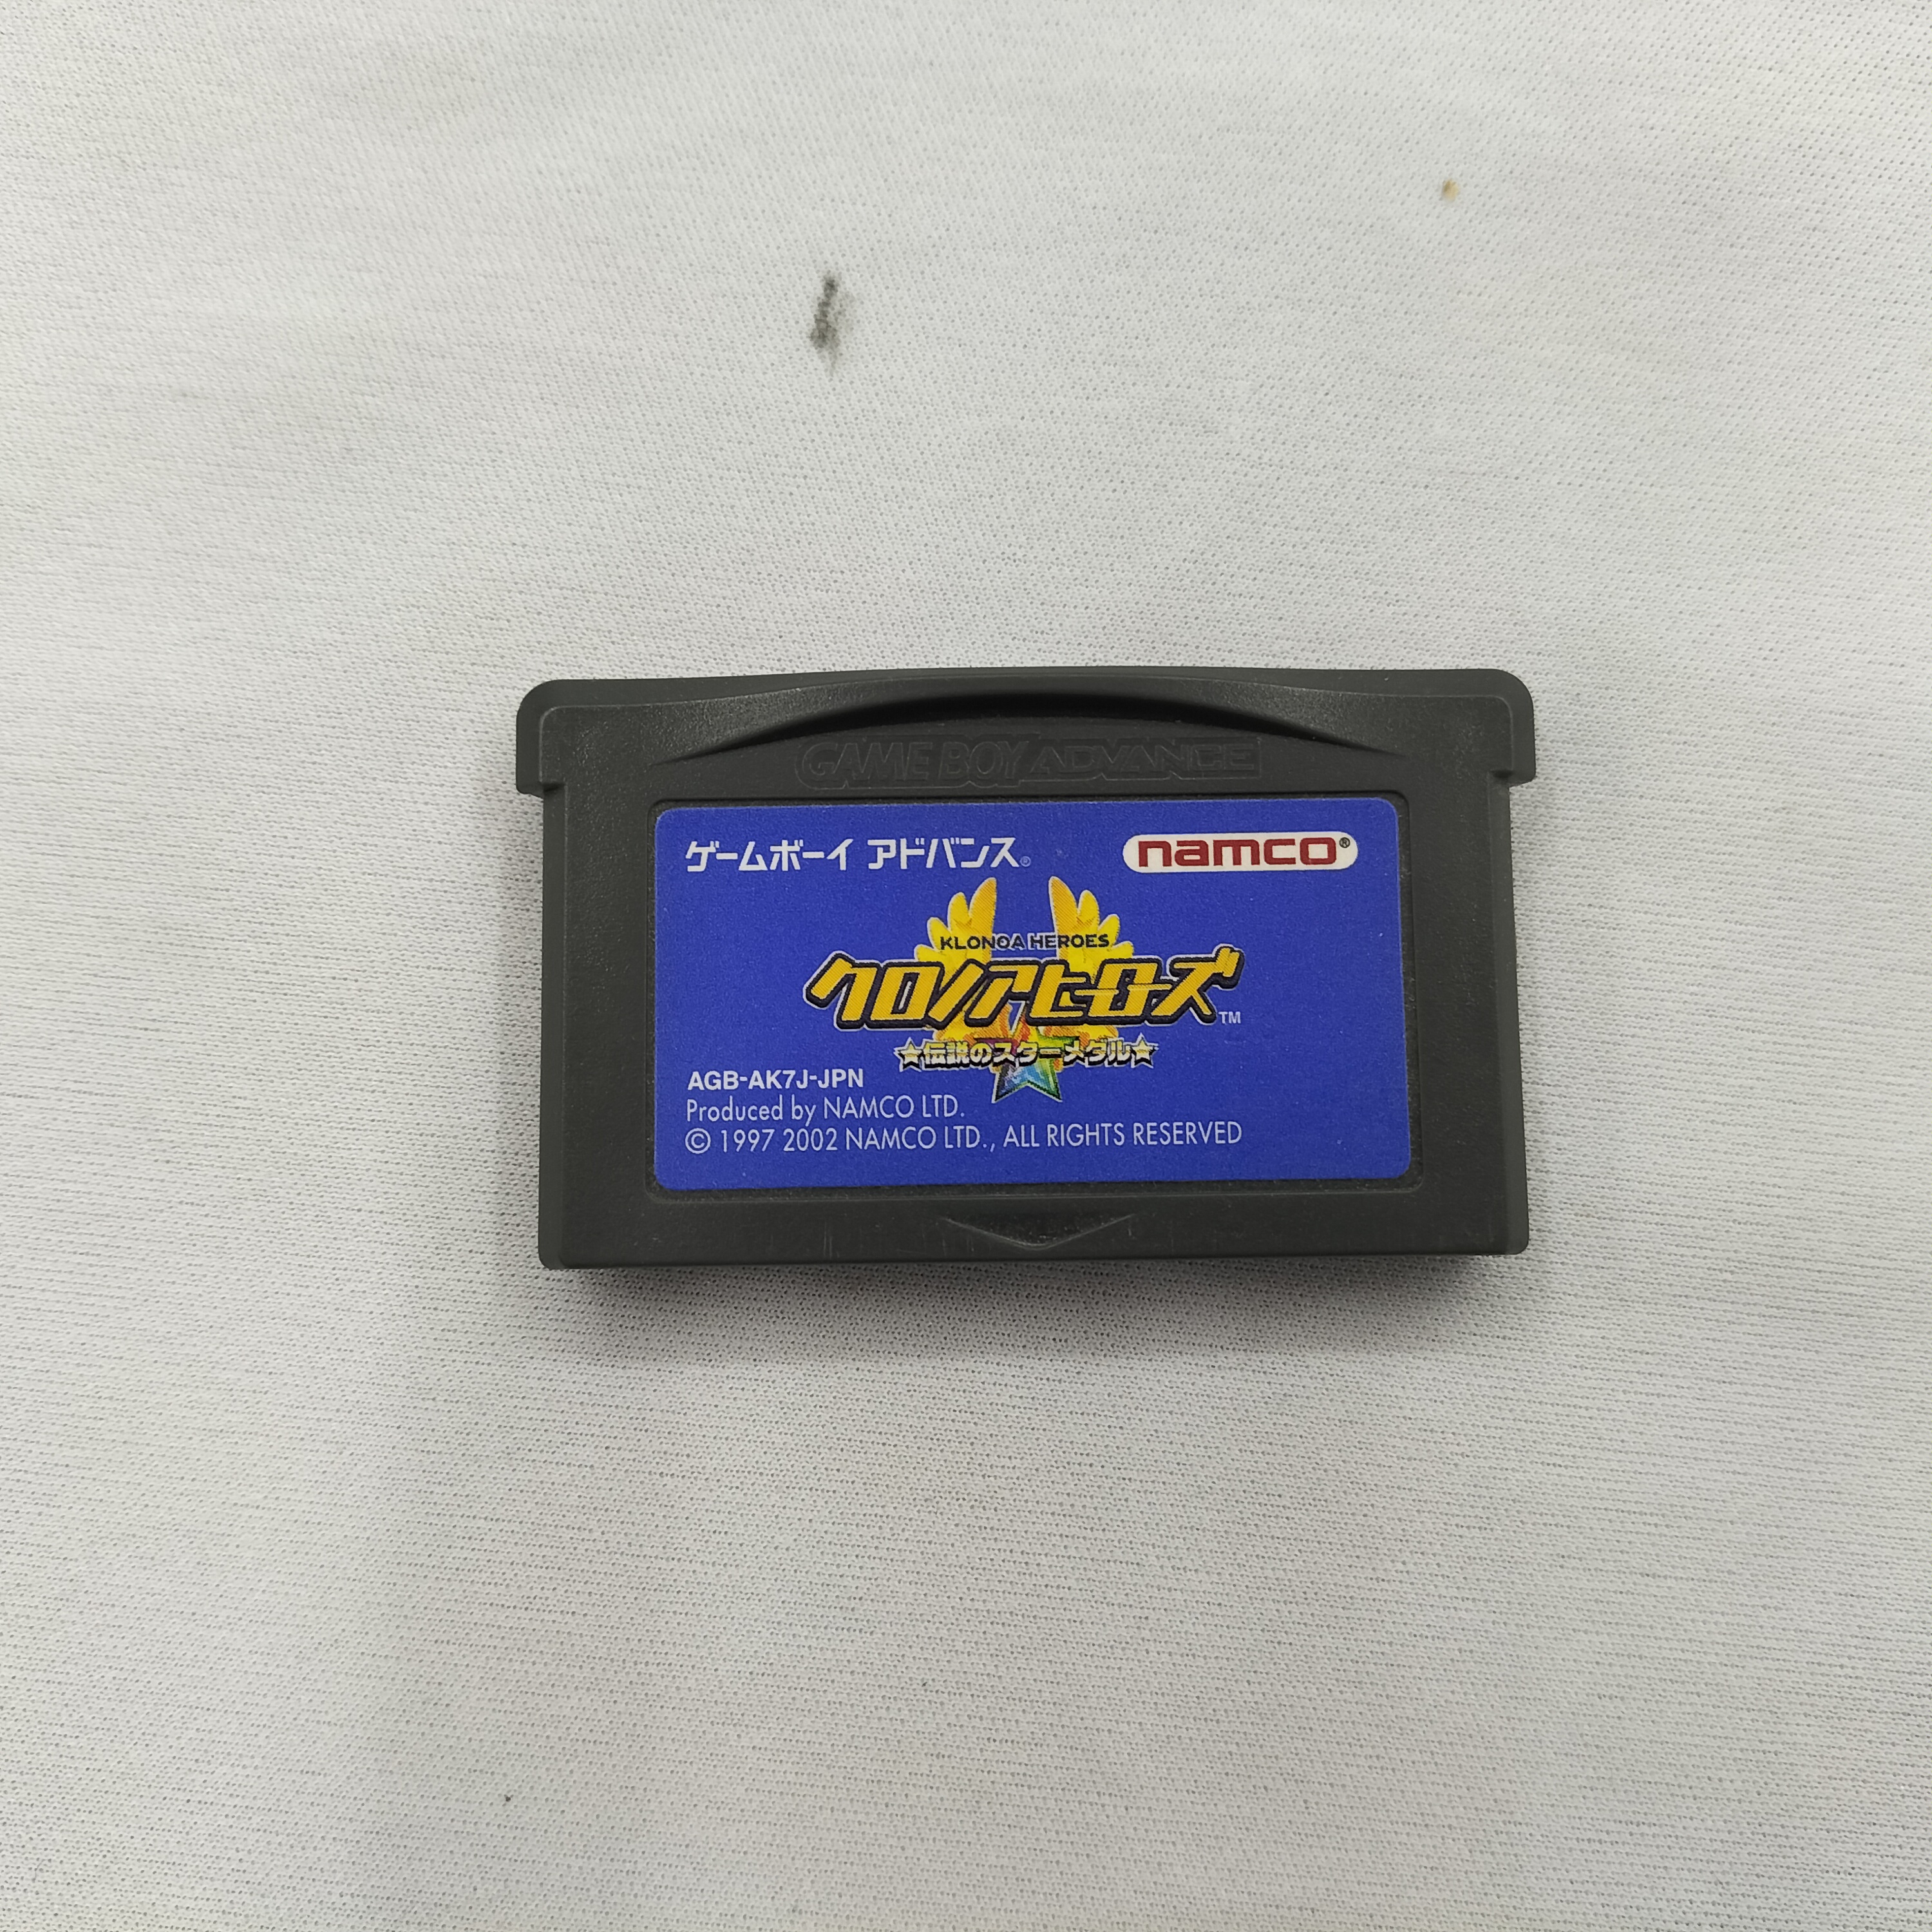 GAME BOY ADVANCE
ゲームボーイ アドバンス® namco®
KLONOA HEROES
クロノアヒーローズ™
★伝説のスターメダル★
AGB-AK7J-JPN
Produced by NAMCO LTD.
© 1997 2002 NAMCO LTD., ALL RIGHTS RESERVED